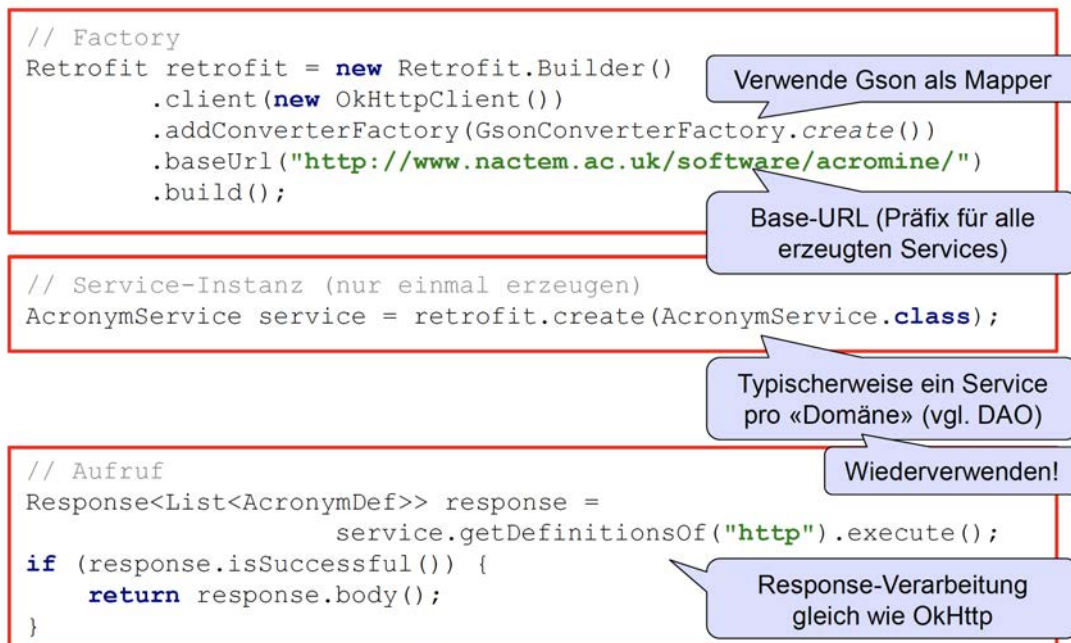 // Factory
Retrofit retrofit = new Retrofit.Builder()
.client(new OkHttpClient())
.addConverterFactory(GsonConverterFactory.create())
.baseUrl("http://www.nactem.ac.uk/software/acromine/")
.build();
Verwende Gson als Mapper
Base-URL (Präfix für alle
erzeugten Services)
// Service-Instanz (nur einmal erzeugen)
AcronymService service = retrofit.create(AcronymService.class);
Typischerweise ein Service
pro «Domäne» (vgl. DAO)
Wiederverwenden!
// Aufruf
Response<List<AcronymDef>> response =
service.getDefinitionsOf("http").execute();
if (response.isSuccessful()) {
return response.body();
}
Response-Verarbeitung
gleich wie OkHttp